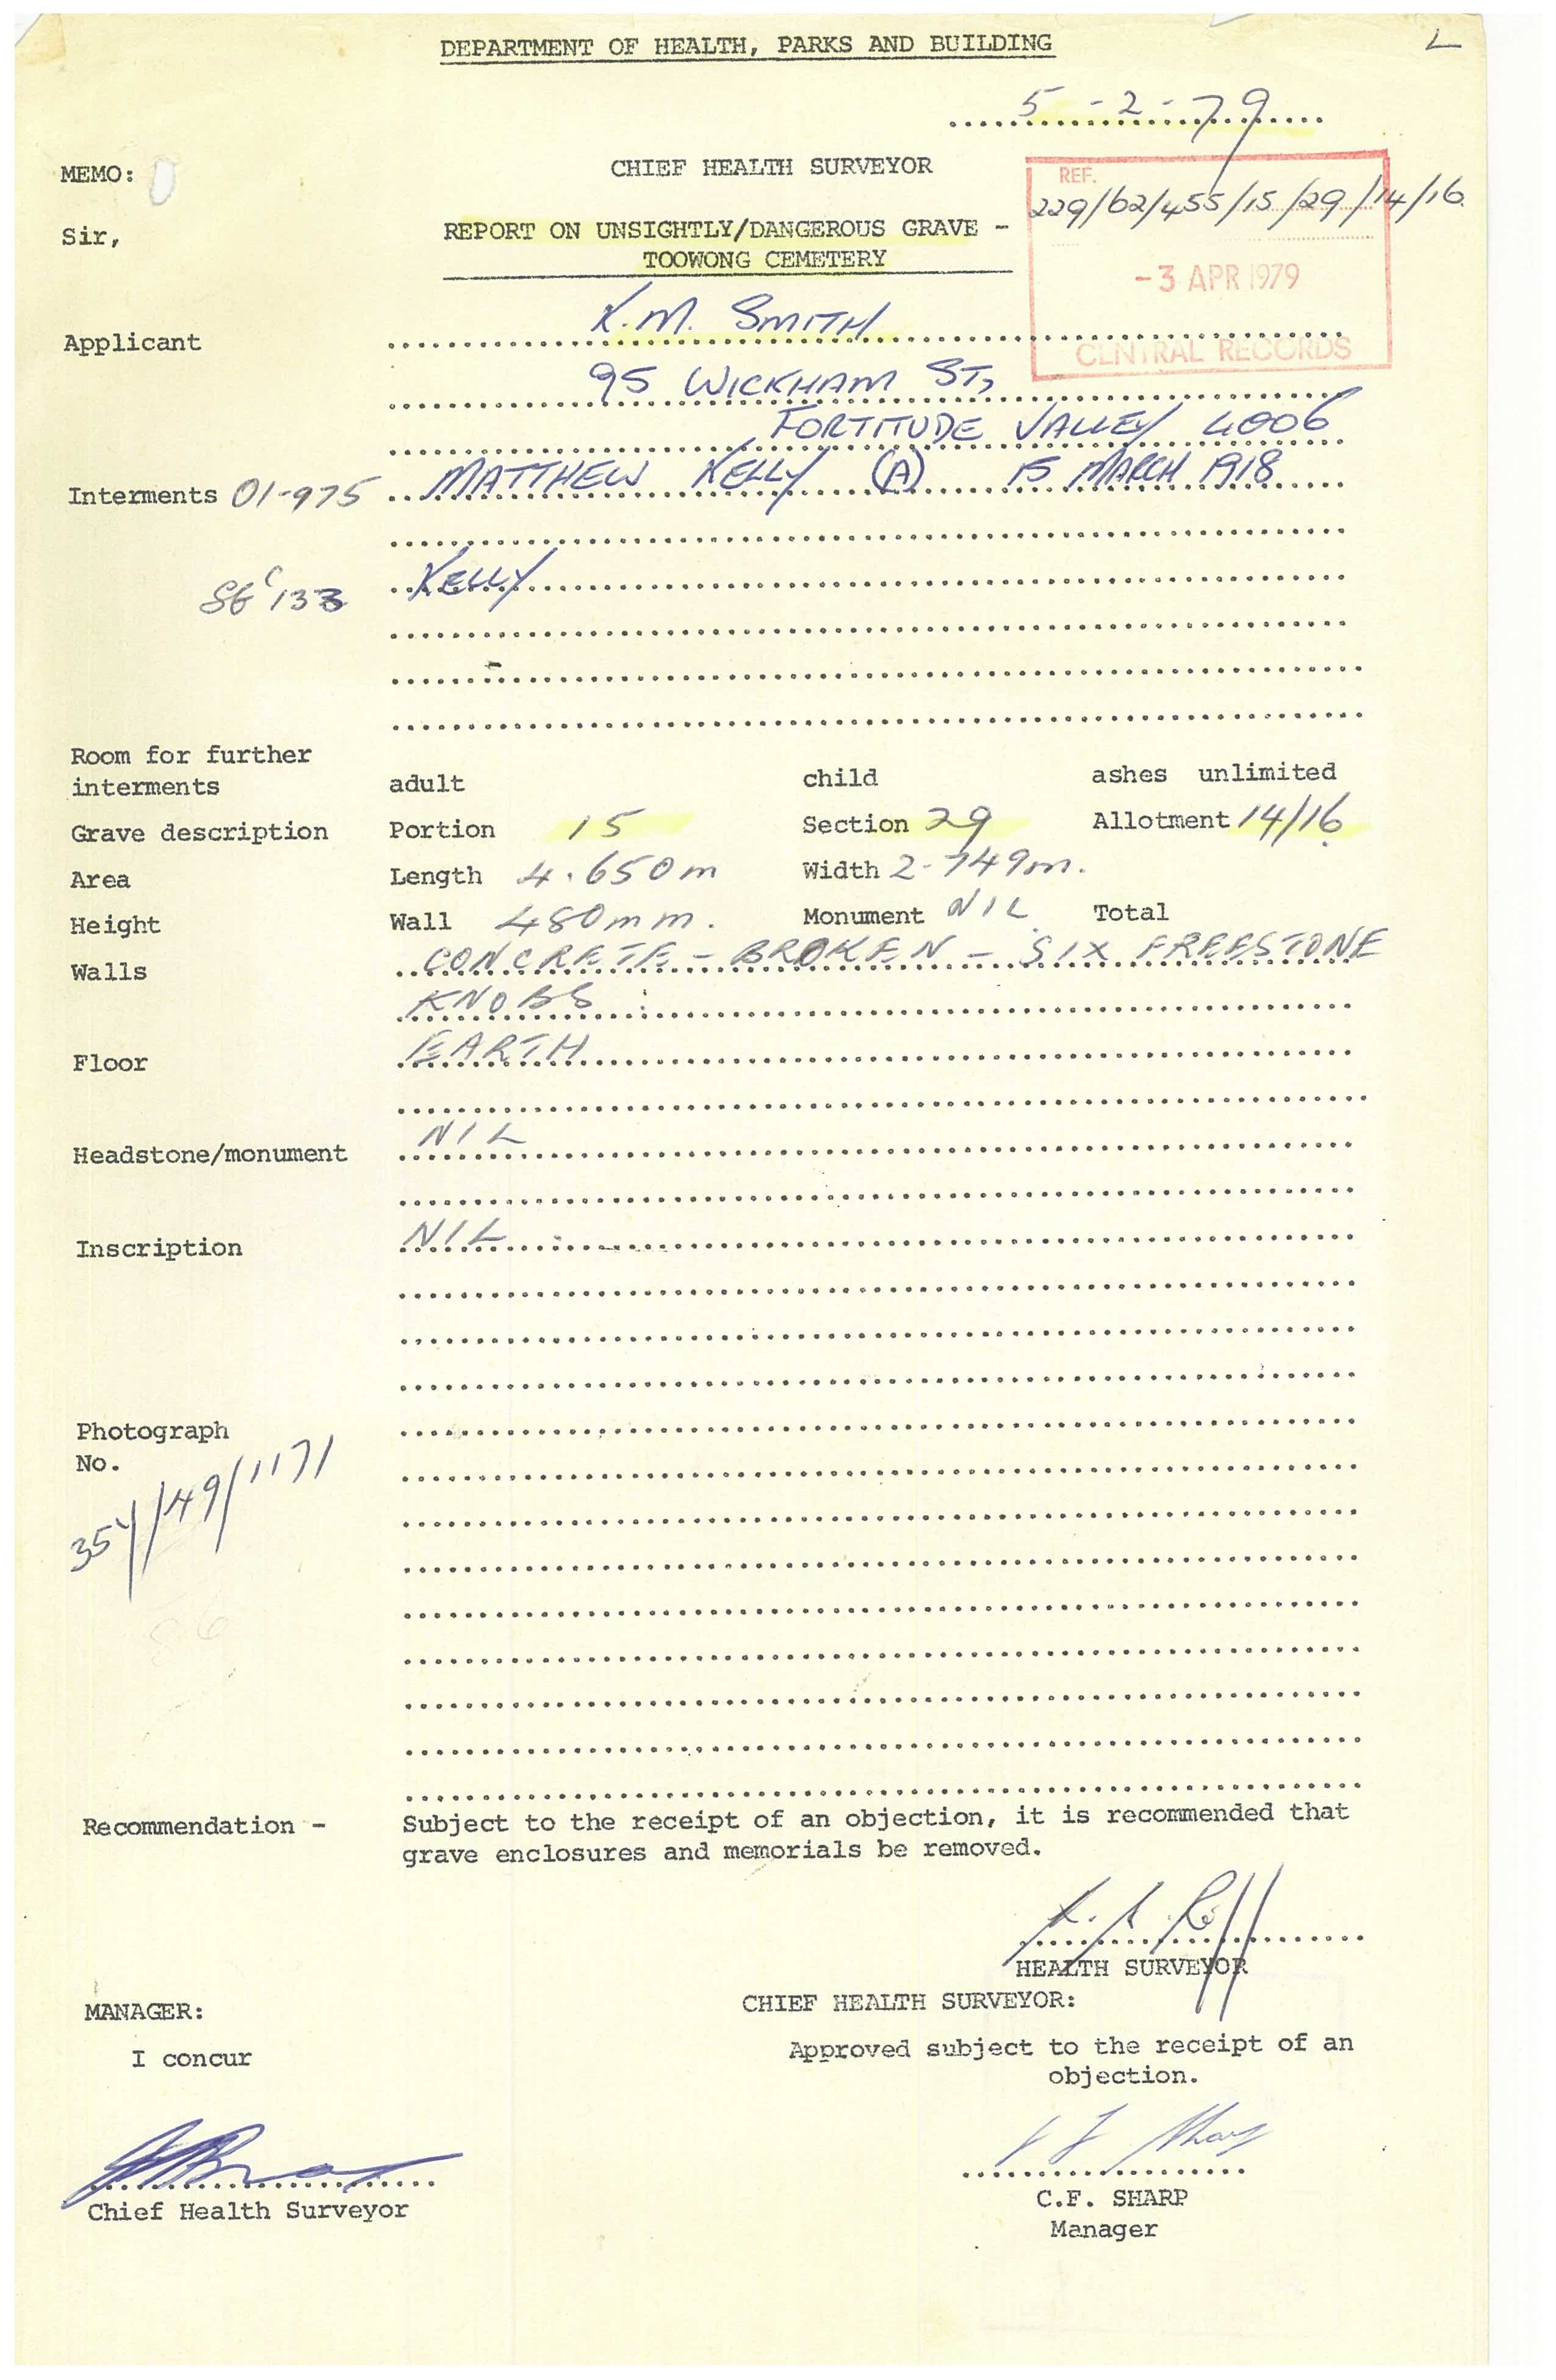 L
DEPARTMENT OF HEALTH, PARKS AND BUILDING
5-2-79
MEMO: CHIEF HEALTH SURVEYOR
REF.
229/62/455/15/29/14/16
Sir, REPORT ON UNSIGHTLY/DANGEROUS GRAVE -
TOOWONG CEMETERY
-3 APR 1979
Applicant K.M. SMITH
CENTRAL RECORDS
95 WICKHAM ST,
FORTITUDE VALLEY 4006
Interments 01-975 MATTHEW KELLY (A) 15 MARCH 1918
KELLY
Room for further
interments adult child ashes unlimited
Grave description Portion 15 Section 29 Allotment 14/16
Area Length 4.650m Width 2-749m.
Height Wall 480mm. Monument NIL Total
Walls CONCRETE - BROKEN - SIX FREESTONE
KNOBS
Floor EARTH
Headstone/monument NIL
Inscription NIL
Photograph
No.
/149/1171
Recommendation - Subject to the receipt of an objection, it is recommended that
grave enclosures and memorials be removed.
HEALTH SURVEYOR
MANAGER: CHIEF HEALTH SURVEYOR:
I concur Approved subject to the receipt of an
objection.
Chief Health Surveyor C.F. SHARP
Manager